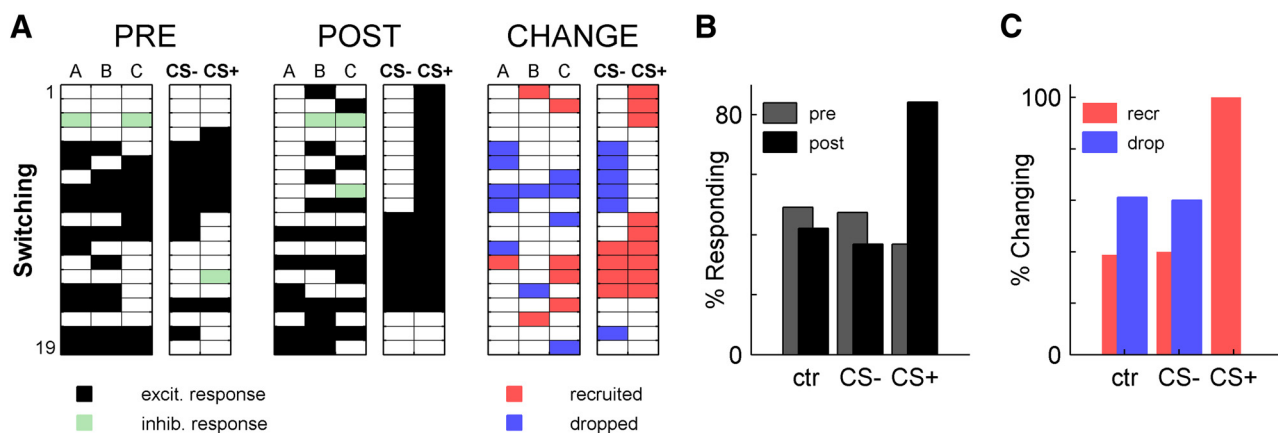 A
PRE
POST
CHANGE
A B C CS- CS+
A B C CS- CS+
A B C CS- CS+
1
Switching
19
excit. response
inhib. response
recruited
dropped
B
80
pre
post
% Responding
0
ctr CS- CS+
C
100
recr
drop
% Changing
0
ctr CS- CS+